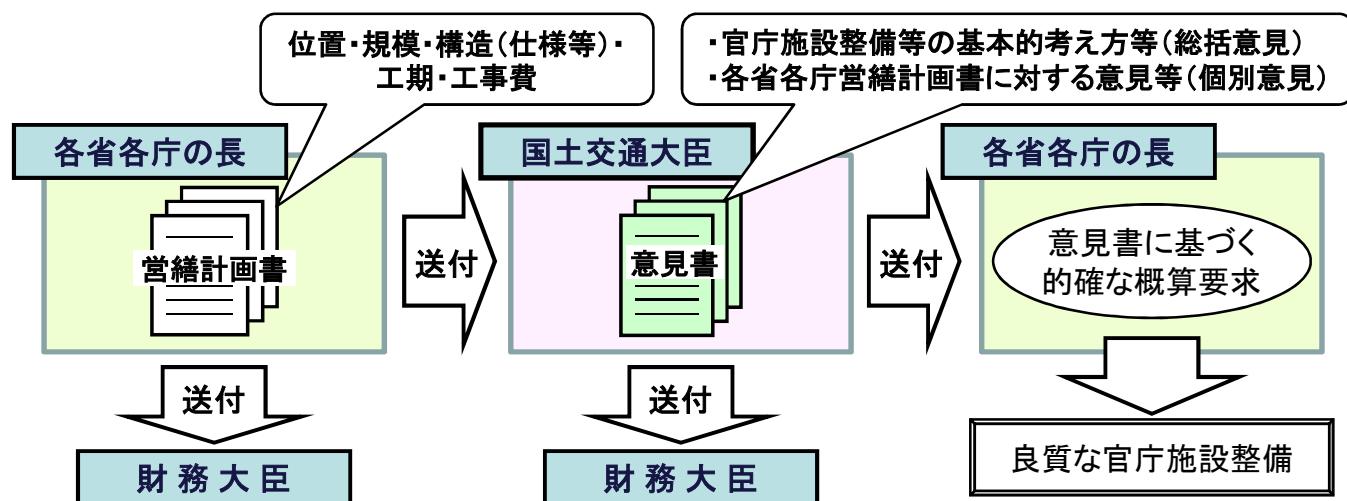 位置・規模・構造(仕様等)・
工期・工事費
・官庁施設整備等の基本的考え方等(総括意見)
・各省各庁営繕計画書に対する意見等(個別意見)
各省各庁の長
営繕計画書
送付
国土交通大臣
意見書
送付
各省各庁の長
意見書に基づく
的確な概算要求
送付
財務大臣
送付
財務大臣
良質な官庁施設整備